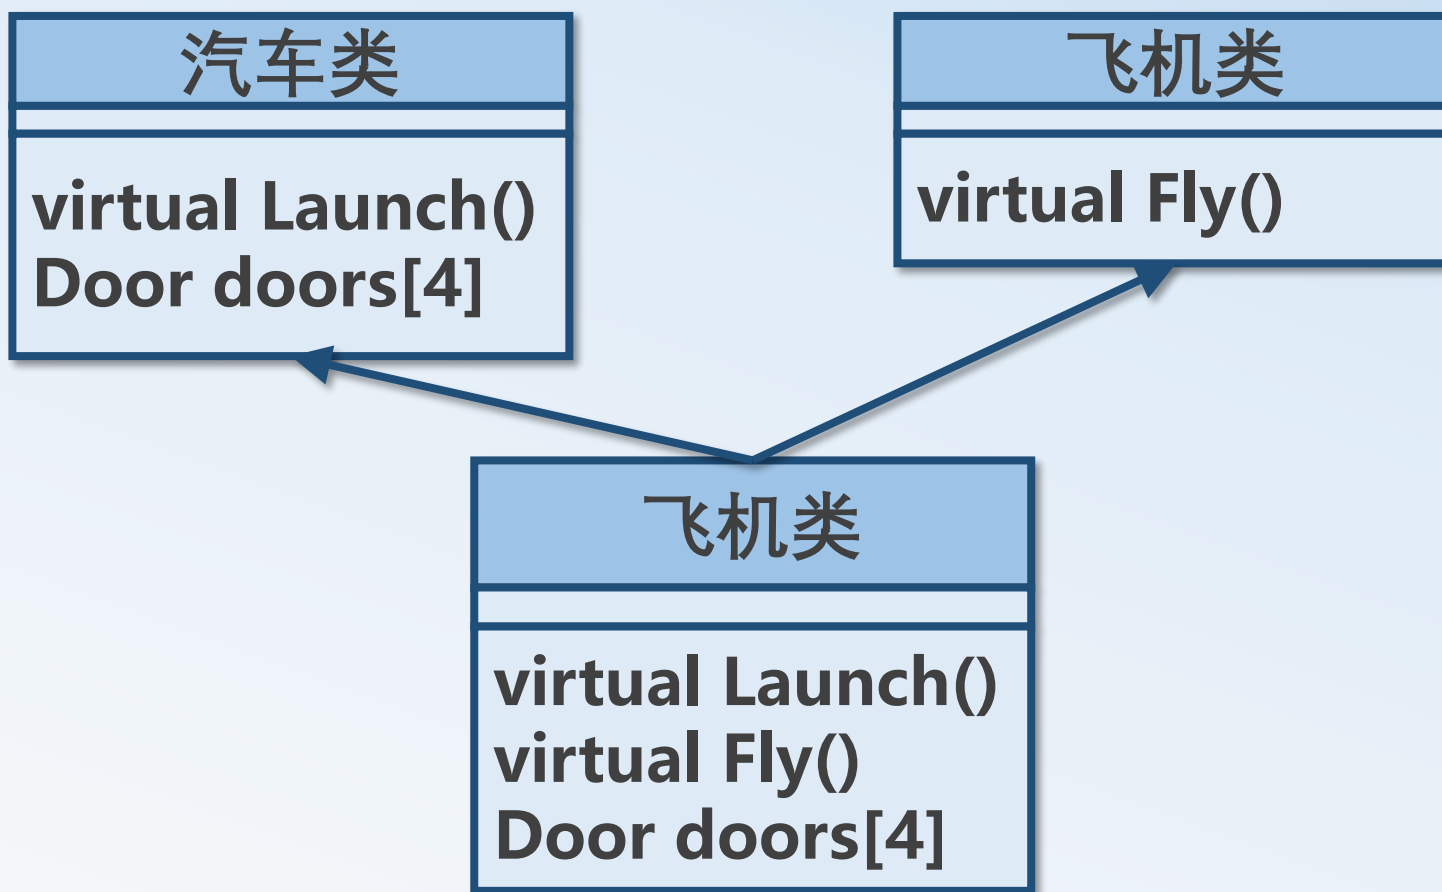 汽车类
virtual Launch()
Door doors[4]
飞机类
virtual Fly()
飞机类
virtual Launch()
virtual Fly()
Door doors[4]